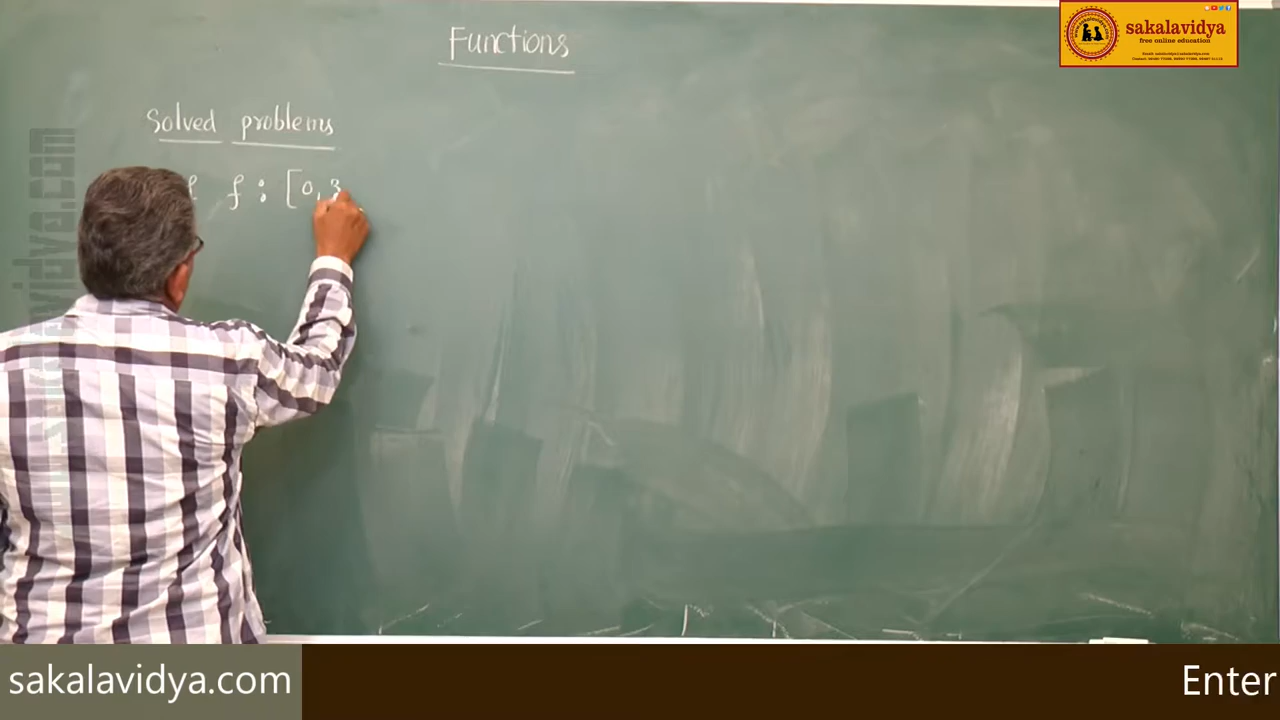 Functions
sakalavidya
free online education
Solved problems
f : [0, 3
sakalavidya.com
Enter